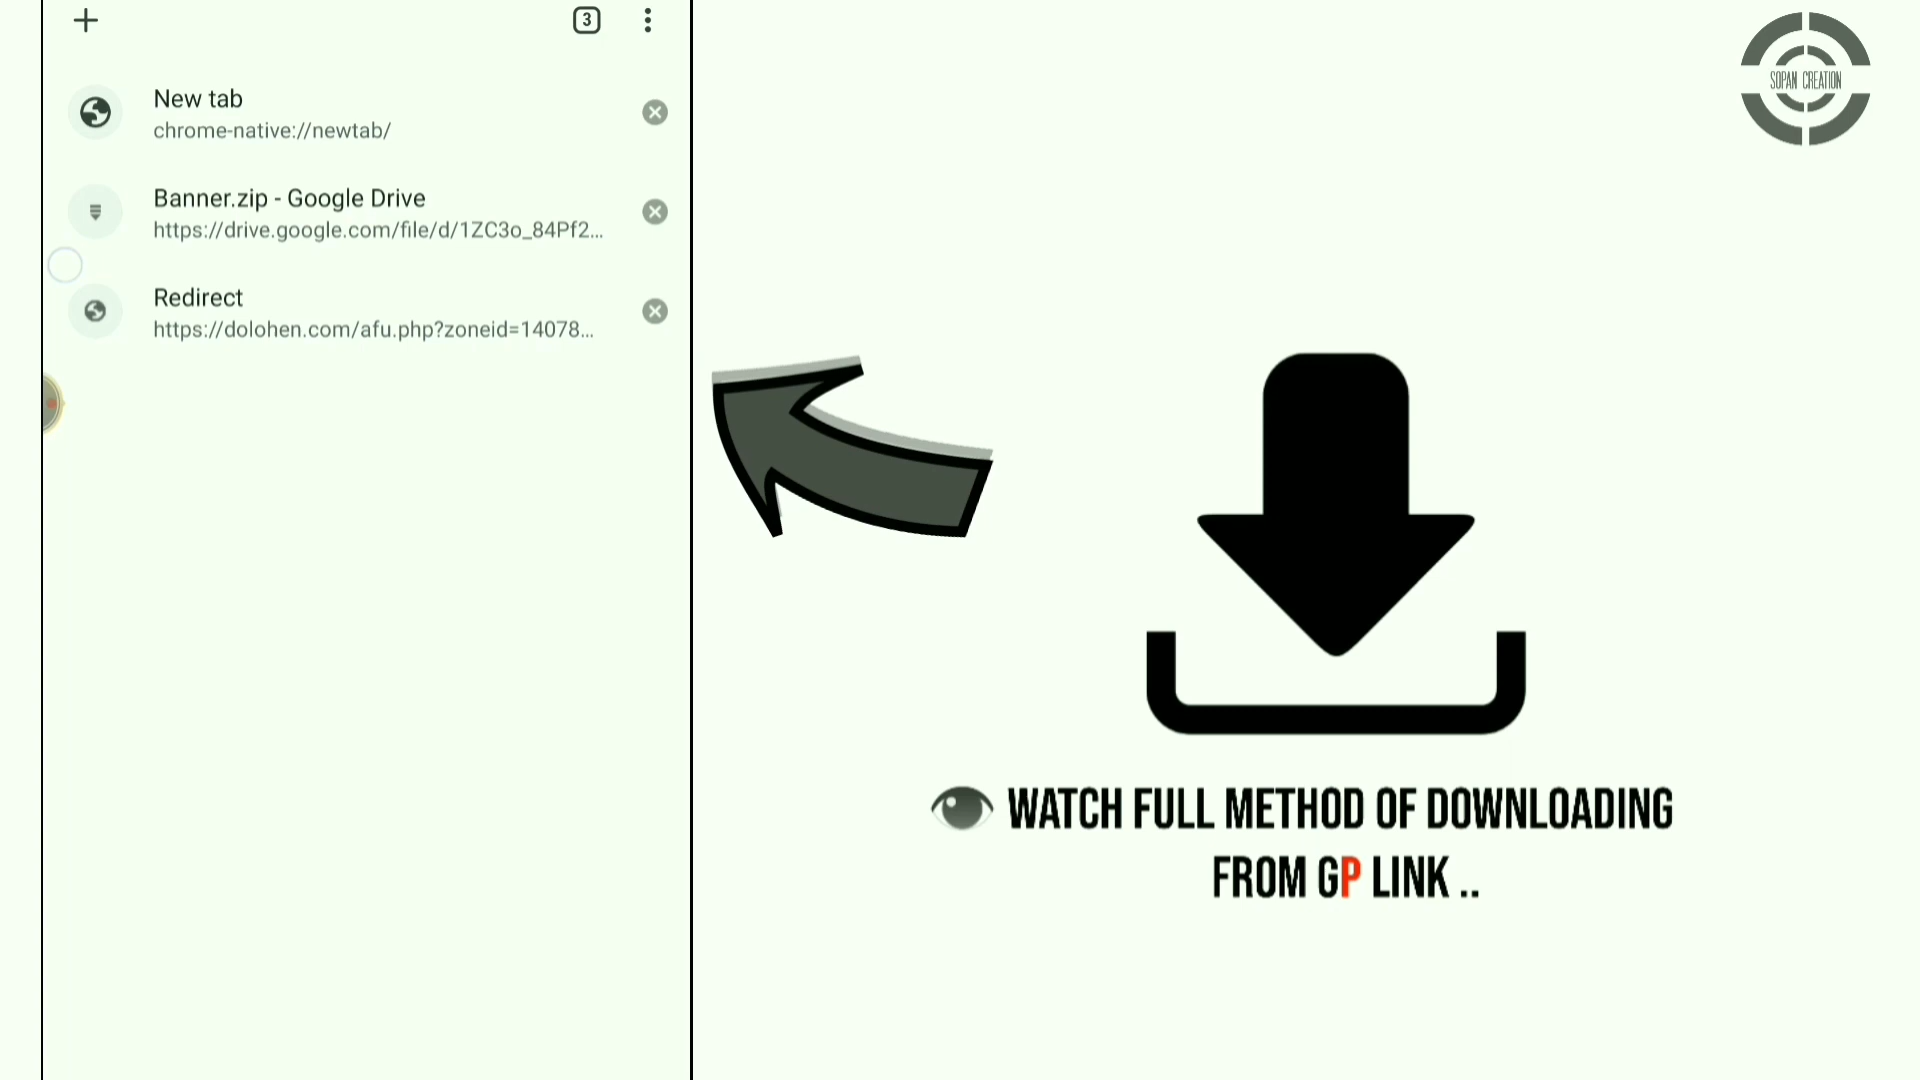 3
New tab
chrome-native://newtab/
Banner.zip - Google Drive
https://drive.google.com/file/d/1ZC3o_84Pf2...
Redirect
https://dolohen.com/afu.php?zoneid=14078...
SOPAN CREATION
WATCH FULL METHOD OF DOWNLOADING
FROM GP LINK ..